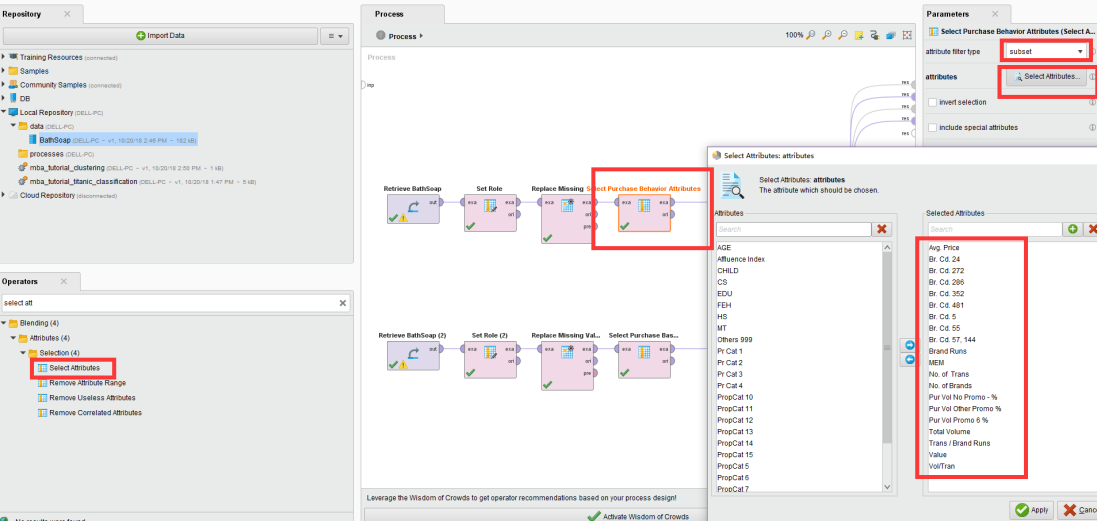 Repository
Import Data
Training Resources (connected)
Samples
Community Samples (connected)
DB
Local Repository (DELL-PC)
data (DELL-PC)
BathSoap (DELL-PC - v1, 10/20/18 2:46 PM - 182 kB)
processes (DELL-PC)
mba_tutorial_clustering (DELL-PC - v1, 10/20/18 2:58 PM - 1 kB)
mba_tutorial_titanic_classification (DELL-PC - v1, 10/20/18 1:47 PM - 5 kB)
Cloud Repository (disconnected)
Operators
select att
Blending (4)
Attributes (4)
Selection (4)
Select Attributes
Remove Attribute Range
Remove Useless Attributes
Remove Correlated Attributes
No results were found.
Process
Process
100%
Process
inp
res
res
res
res
Retrieve BathSoap
Set Role
Replace Missing
Select Purchase Behavior Attributes
out
exa
exa
ori
exa
exa
ori
pre
exa
exa
ori
Retrieve BathSoap (2)
Set Role (2)
Replace Missing Val...
Select Purchase Bas...
out
exa
exa
ori
exa
exa
ori
pre
exa
exa
ori
Leverage the Wisdom of Crowds to get operator recommendations based on your process design!
Activate Wisdom of Crowds
Parameters
Select Purchase Behavior Attributes (Select A...
attribute filter type
subset
attributes
Select Attributes...
invert selection
include special attributes
Select Attributes: attributes
Select Attributes: attributes
The attribute which should be chosen.
Attributes
Search
AGE
Affluence Index
CHILD
CS
EDU
FEH
HS
MT
Others 999
Pr Cat 1
Pr Cat 2
Pr Cat 3
Pr Cat 4
PropCat 10
PropCat 11
PropCat 12
PropCat 13
PropCat 14
PropCat 15
PropCat 5
PropCat 6
PropCat 7
Selected Attributes
Search
Avg. Price
Br. Cd. 24
Br. Cd. 272
Br. Cd. 286
Br. Cd. 352
Br. Cd. 481
Br. Cd. 5
Br. Cd. 55
Br. Cd. 57, 144
Brand Runs
MEM
No. of Trans
No. of Brands
Pur Vol No Promo - %
Pur Vol Other Promo %
Pur Vol Promo 6 %
Total Volume
Trans / Brand Runs
Value
Vol/Tran
Apply
Cance